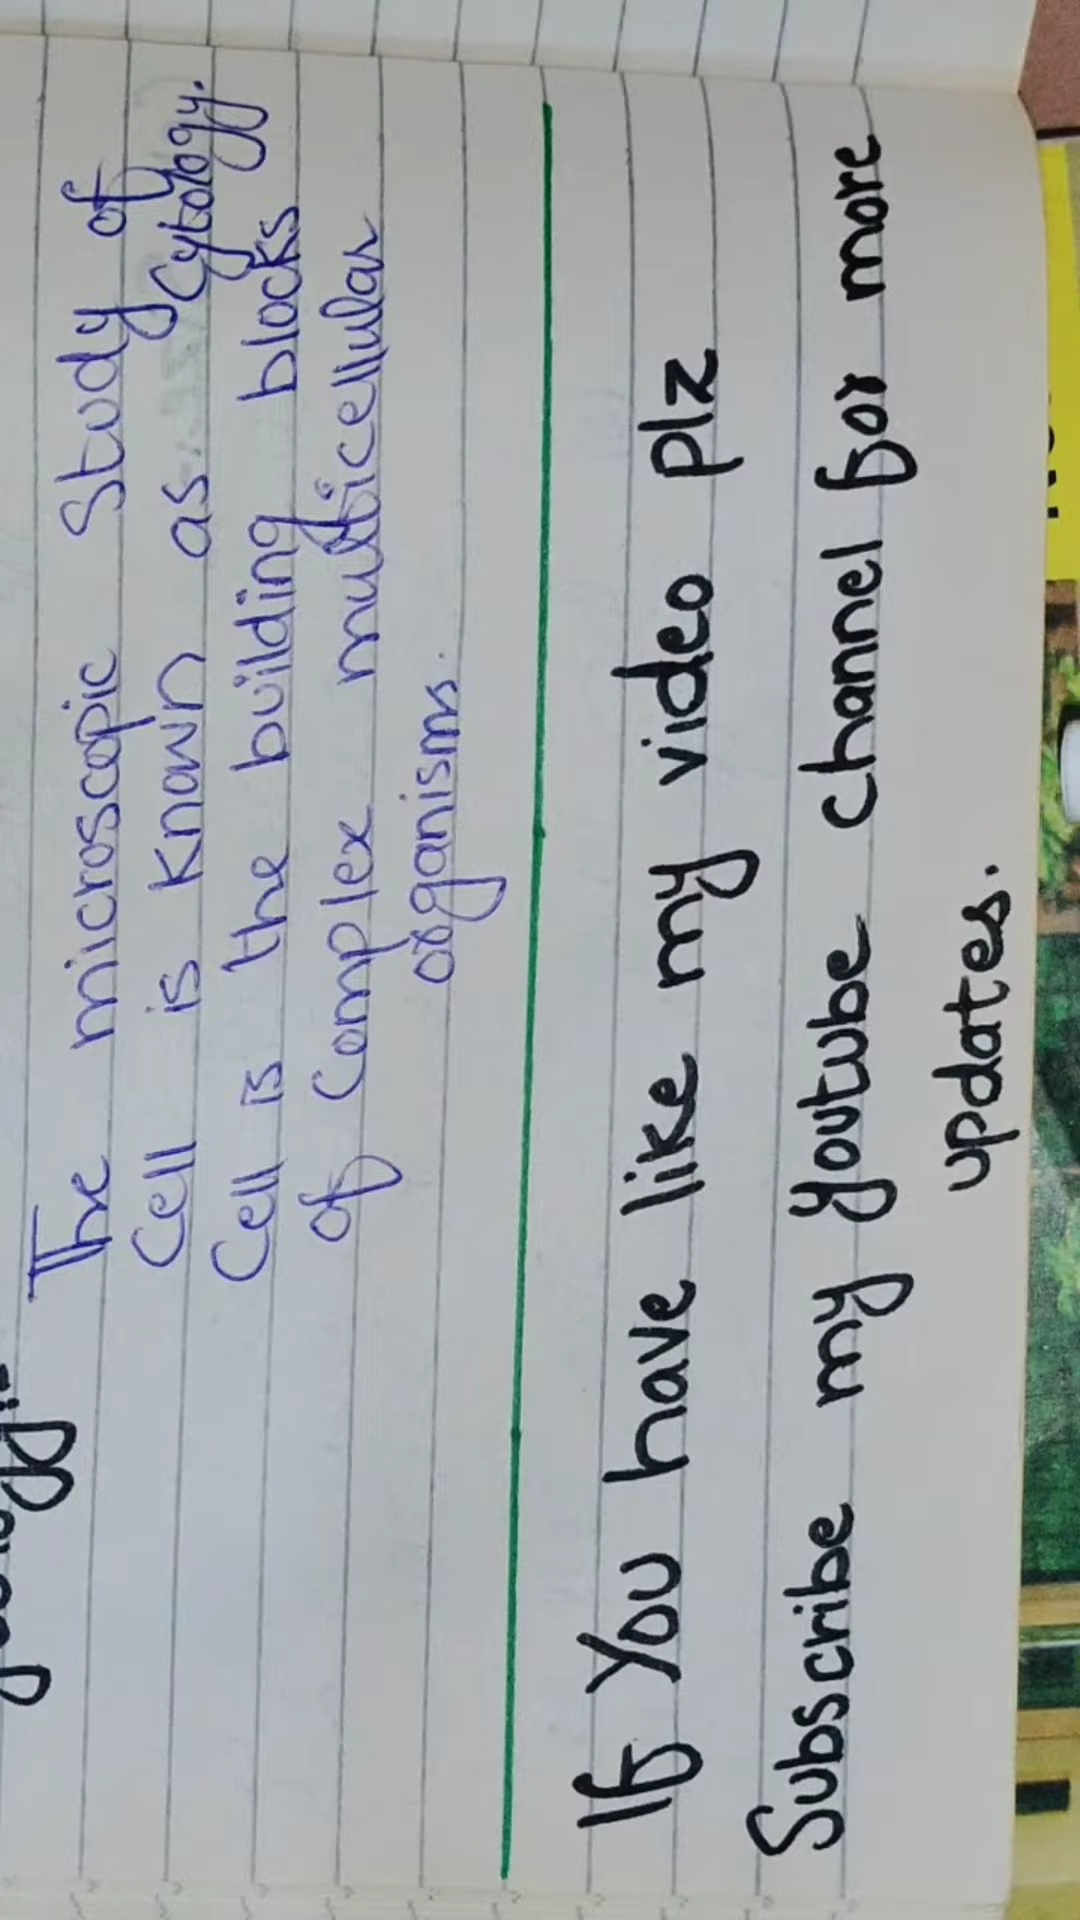 The microscopic Study of
Cell is Known as Cytology.
Cell is the building blocks
of Complex multicellular
organisms.
If You have like my video plz
Subscribe my Youtube channel for more
updates.